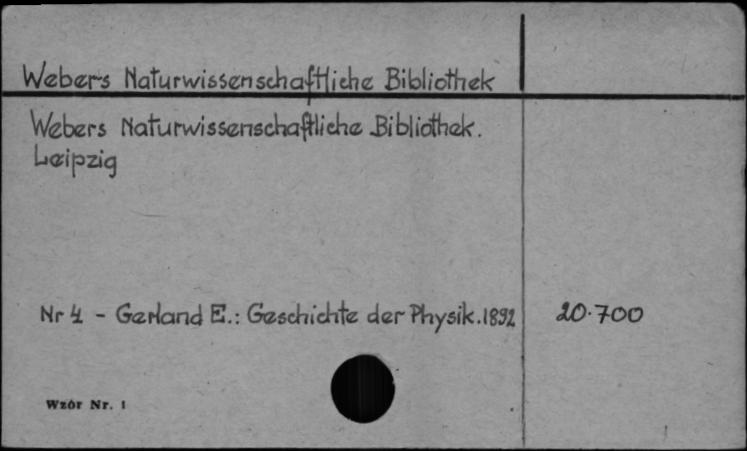 Webers Naturwissenschaftliche Bibliothek
Webers Naturwissenschaftliche Bibliothek.
Leipzig
Nr 4 - Gerland E.: Geschichte der Physik. 1892
20.700
Wzór Nr. 1